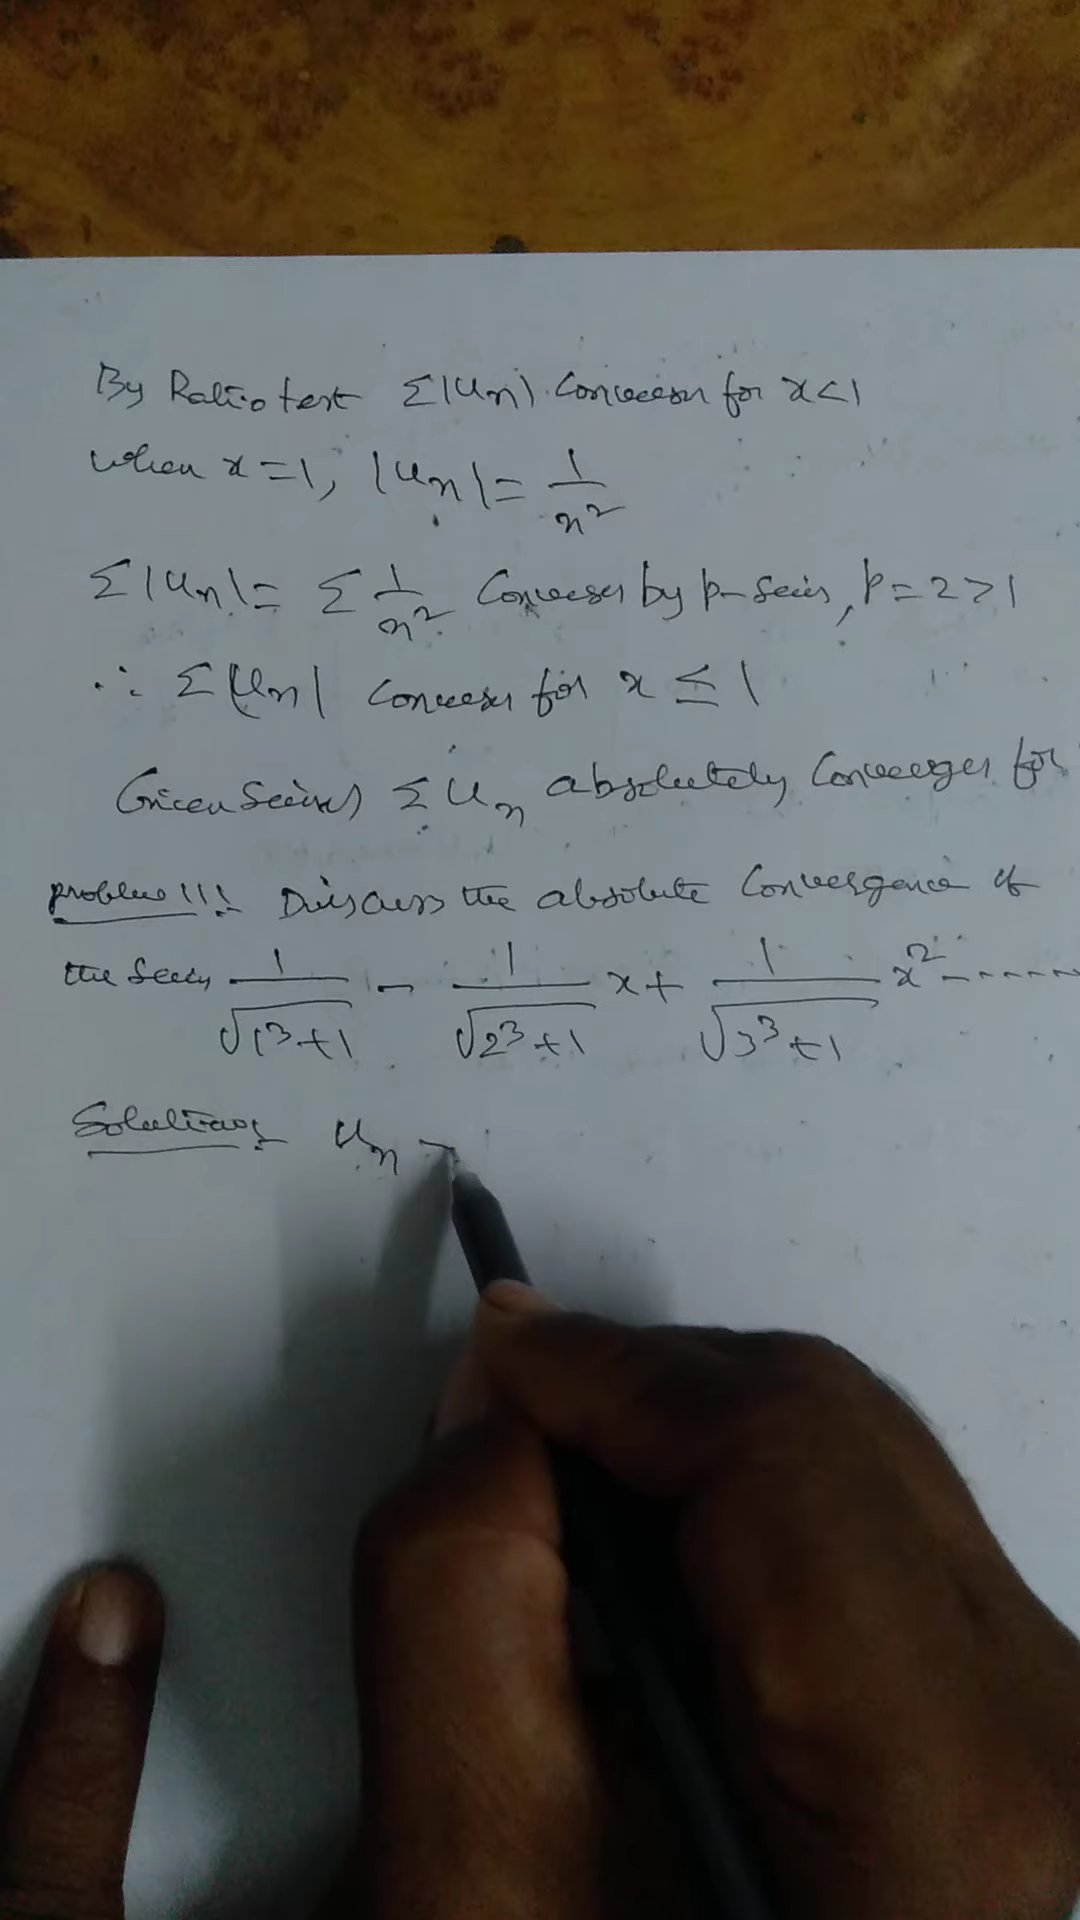 By Ratio test Σ|uₙ| Converges for x<1
when x=1, |uₙ| = 1/n²
Σ|uₙ| = Σ 1/n² Converges by p-Series, p=2>1
∴ Σ|uₙ| converges for x ≤ 1
Given Series Σuₙ absolutely Converges for
problem III: Discuss the absolute Convergence of
the Series 1/√(1³+1) - 1/√(2³+1) x + 1/√(3³+1) x² -------
Solution: uₙ